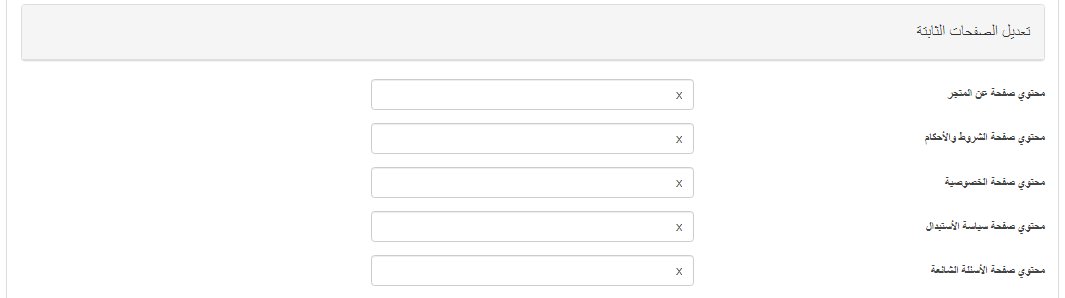 تعديل الصفحات الثابتة
محتوي صفحة عن المتجر
x
محتوي صفحة الشروط والأحكام
x
محتوي صفحة الخصوصية
x
محتوي صفحة سياسة الأستبدال
x
محتوي صفحة الأسئلة الشائعة
x